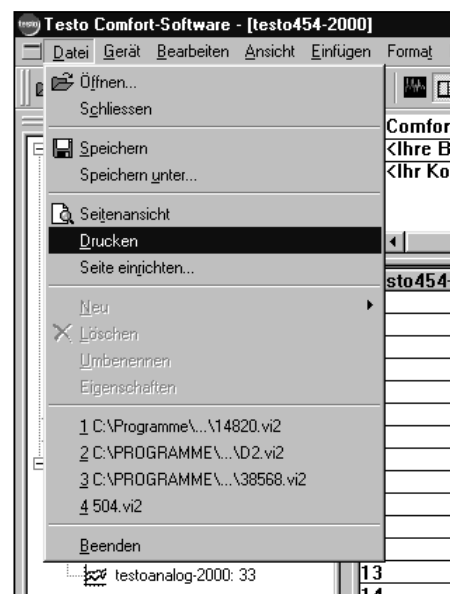 testo Testo Comfort-Software - [testo454-2000]
Datei Gerät Bearbeiten Ansicht Einfügen Format
Öffnen...
Schliessen
Comfor
Speichern
<Ihre B
Speichern unter...
<Ihr Ko
Seitenansicht
Drucken
Seite einrichten...
sto454-
Neu
Löschen
Umbenennen
Eigenschaften
1 C:\Programme\...\14820.vi2
2 C:\PROGRAMME\...\D2.vi2
3 C:\PROGRAMME\...\38568.vi2
4 504.vi2
Beenden
testoanalog-2000: 33
13
14